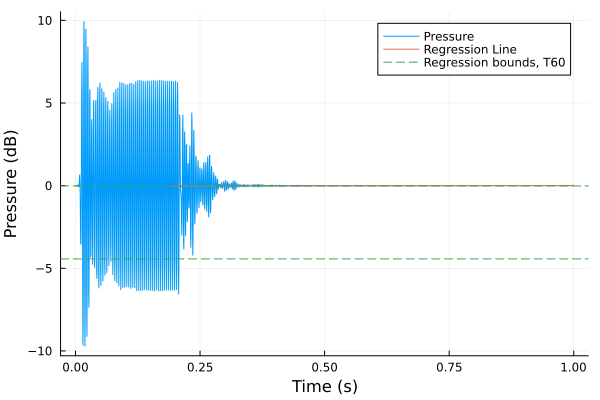 Pressure (dB)
10
5
0
−5
−10
Pressure
Regression Line
Regression bounds, T60
0.00
0.25
0.50
0.75
1.00
Time (s)